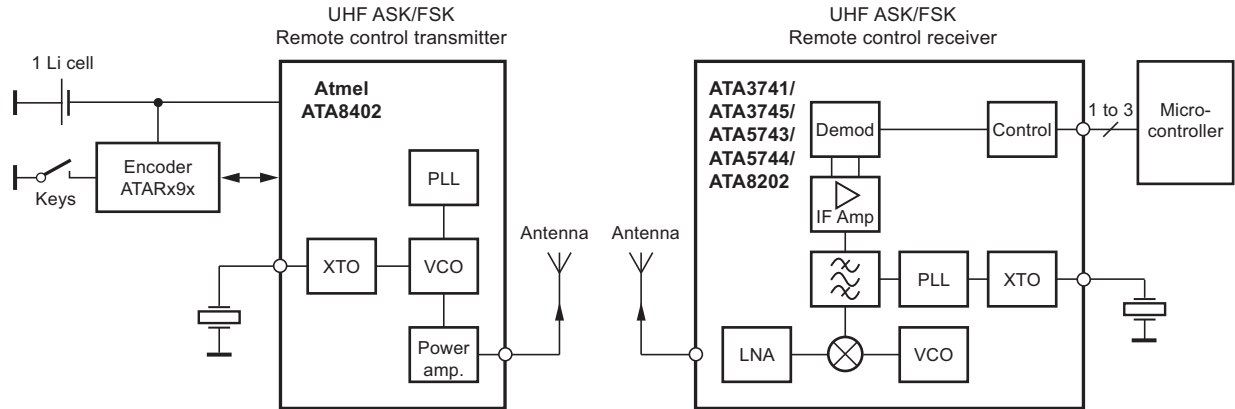 UHF ASK/FSK
Remote control transmitter
UHF ASK/FSK
Remote control receiver
1 Li cell
Atmel
ATA8402
Encoder
ATARx9x
Keys
PLL
XTO
VCO
Power
amp.
Antenna
Antenna
ATA3741/
ATA3745/
ATA5743/
ATA5744/
ATA8202
Demod
Control
1 to 3
Micro-
controller
IF Amp
PLL
XTO
LNA
VCO